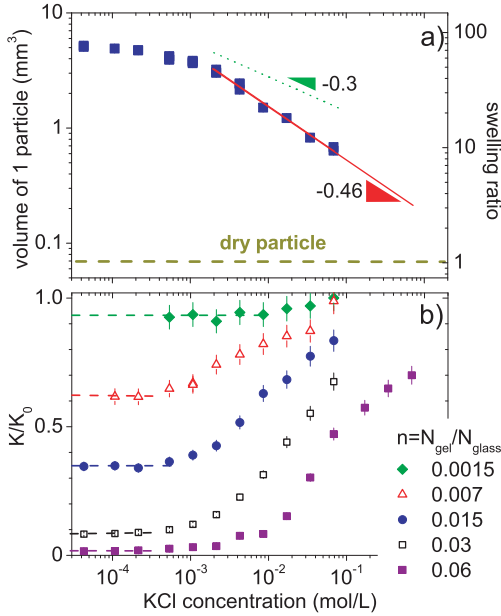 10
1
0.1
volume of 1 particle (mm³)
a)
-0.3
-0.46
dry particle
100
10
1
swelling ratio
1.0
0.5
0
K/K₀
b)
n=N_gel/N_glass
0.0015
0.007
0.015
0.03
0.06
10⁻⁴
10⁻³
10⁻²
10⁻¹
KCl concentration (mol/L)